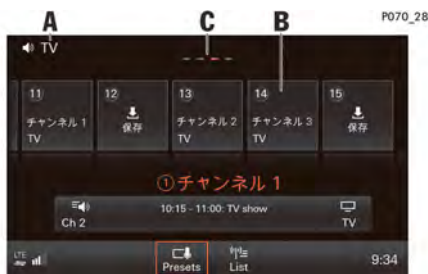 A
C
B
P070_28
TV
11
12
13
14
15
チャンネル 1
TV
保存
チャンネル 2
TV
チャンネル 3
TV
保存
①チャンネル 1
Ch 2
10:15 - 11:00: TV show
TV
LTE
Presets
List
9:34